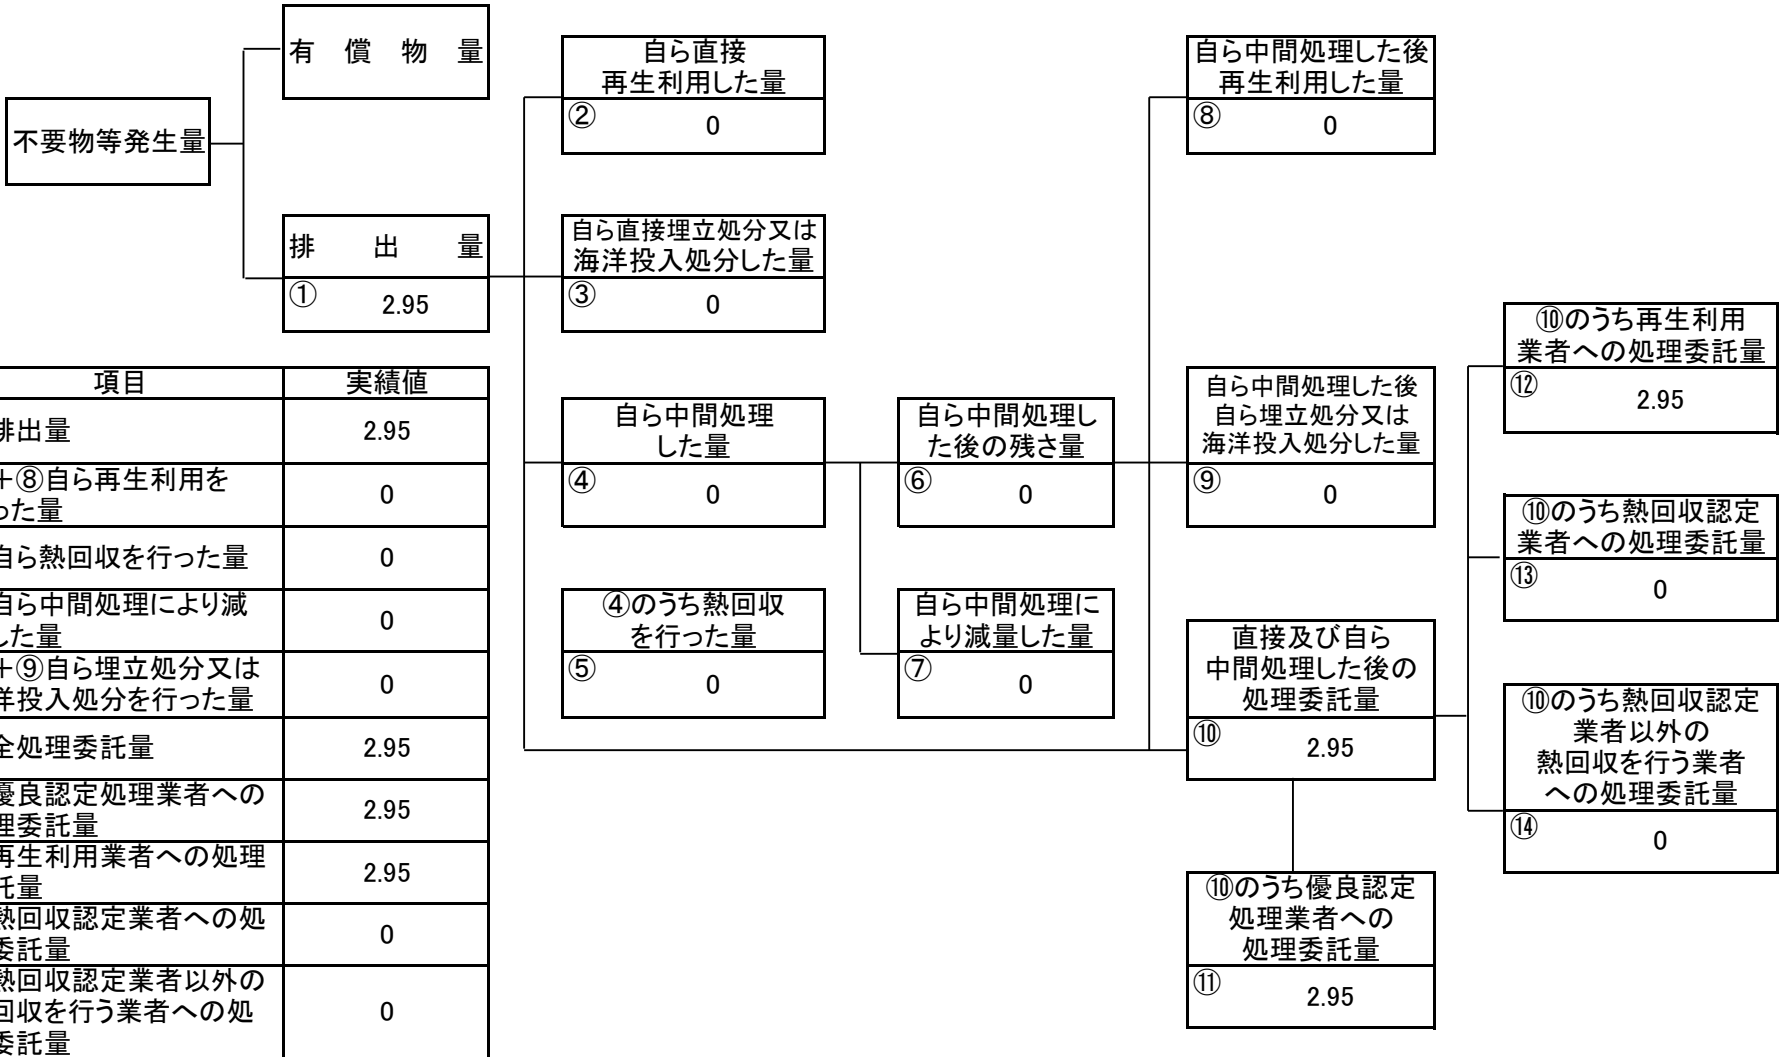 有償物量
不要物等発生量
排出量
① 2.95
自ら直接
再生利用した量
② 0
自ら直接埋立処分又は
海洋投入処分した量
③ 0
自ら中間処理
した量
④ 0
④のうち熱回収
を行った量
⑤ 0
自ら中間処理し
た後の残さ量
⑥ 0
自ら中間処理に
より減量した量
⑦ 0
自ら中間処理した後
再生利用した量
⑧ 0
自ら中間処理した後
自ら埋立処分又は
海洋投入処分した量
⑨ 0
直接及び自ら
中間処理した後の
処理委託量
⑩ 2.95
⑩のうち優良認定
処理業者への
処理委託量
⑪ 2.95
⑩のうち再生利用
業者への処理委託量
⑫ 2.95
⑩のうち熱回収認定
業者への処理委託量
⑬ 0
⑩のうち熱回収認定
業者以外の
熱回収を行う業者
への処理委託量
⑭ 0
項目 実績値
排出量 2.95
+⑧自ら再生利用を
った量 0
自ら熱回収を行った量 0
自ら中間処理により減
した量 0
+⑨自ら埋立処分又は
洋投入処分を行った量 0
全処理委託量 2.95
優良認定処理業者への
理委託量 2.95
再生利用業者への処理
託量 2.95
熱回収認定業者への処
委託量 0
熱回収認定業者以外の
回収を行う業者への処
委託量 0